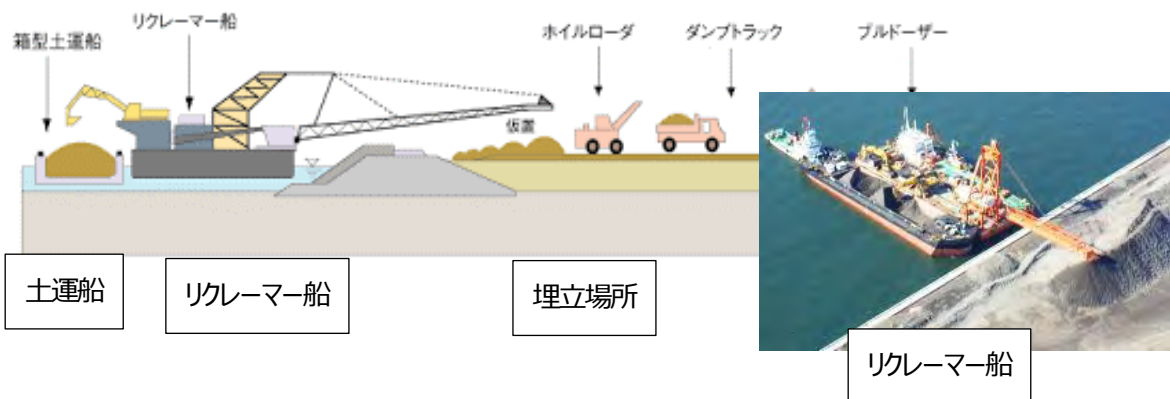 箱型土運船
リクレーマー船
ホイルローダ
ダンプトラック
ブルドーザー
仮置
土運船
リクレーマー船
埋立場所
リクレーマー船